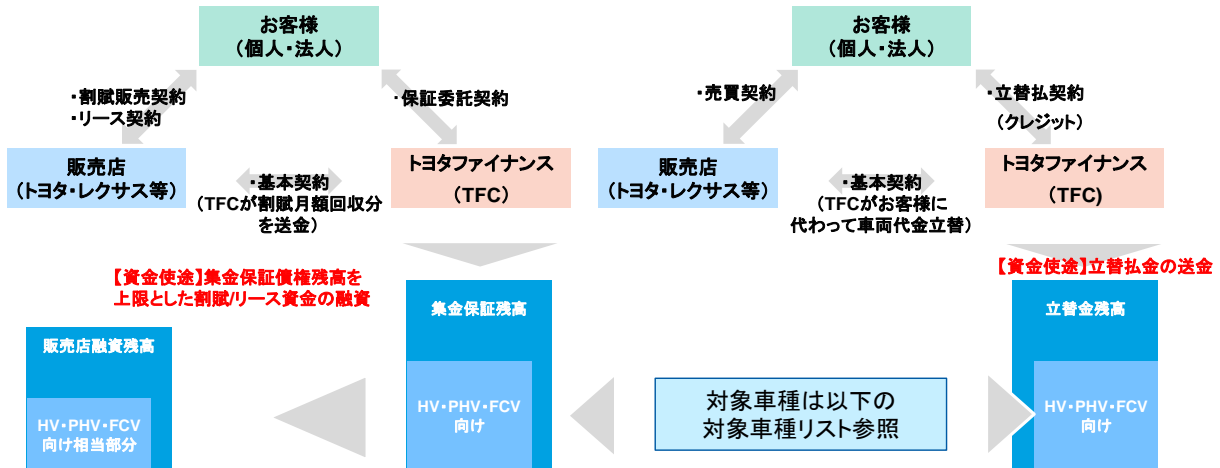 お客様
（個人・法人）
・割賦販売契約
・リース契約
・保証委託契約
販売店
（トヨタ・レクサス等）
・基本契約
（TFCが割賦月額回収分
を送金）
トヨタファイナンス
（TFC）
【資金使途】集金保証債権残高を
上限とした割賦/リース資金の融資
販売店融資残高
HV・PHV・FCV
向け相当部分
集金保証残高
HV・PHV・FCV
向け
お客様
（個人・法人）
・売買契約
・立替払契約
（クレジット）
販売店
（トヨタ・レクサス等）
・基本契約
（TFCがお客様に
代わって車両代金立替）
トヨタファイナンス
（TFC)
【資金使途】立替払金の送金
立替金残高
HV・PHV・FCV
向け
対象車種は以下の
対象車種リスト参照